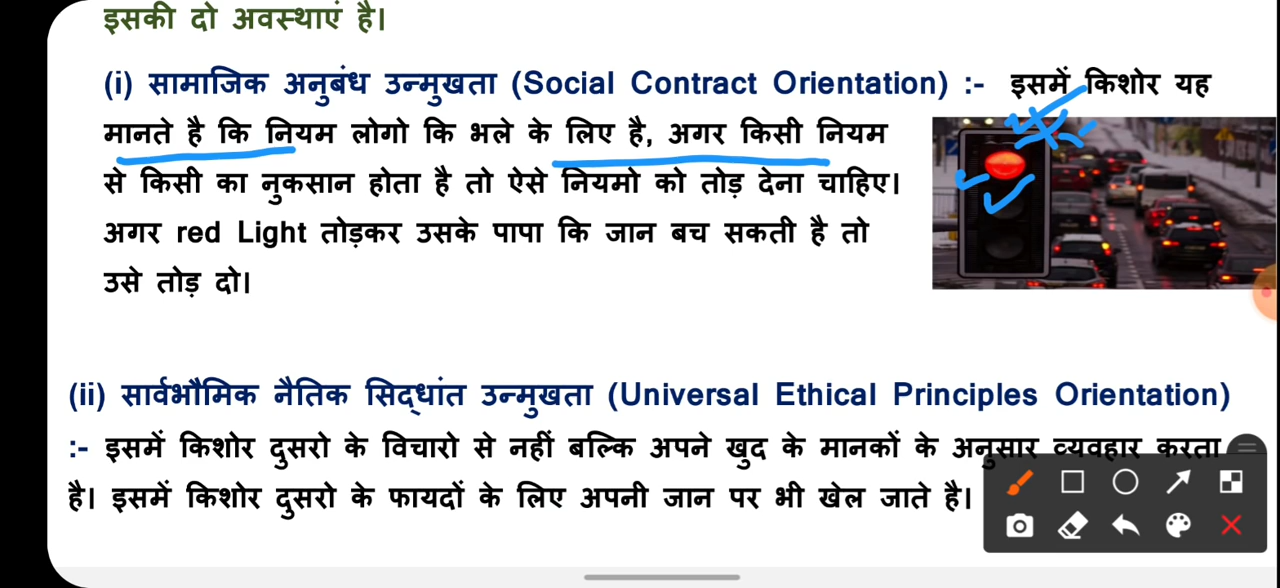 इसकी दो अवस्थाएं है।
(i) सामाजिक अनुबंध उन्मुखता (Social Contract Orientation) :- इसमें किशोर यह
मानते है कि नियम लोगो कि भले के लिए है, अगर किसी नियम
से किसी का नुकसान होता है तो ऐसे नियमो को तोड़ देना चाहिए।
अगर red Light तोड़कर उसके पापा कि जान बच सकती है तो
उसे तोड़ दो।
(ii) सार्वभौमिक नैतिक सिद्धांत उन्मुखता (Universal Ethical Principles Orientation)
:- इसमें किशोर दुसरो के विचारो से नहीं बल्कि अपने खुद के मानकों के अनुसार व्यवहार करता
है। इसमें किशोर दुसरो के फायदों के लिए अपनी जान पर भी खेल जाते है।